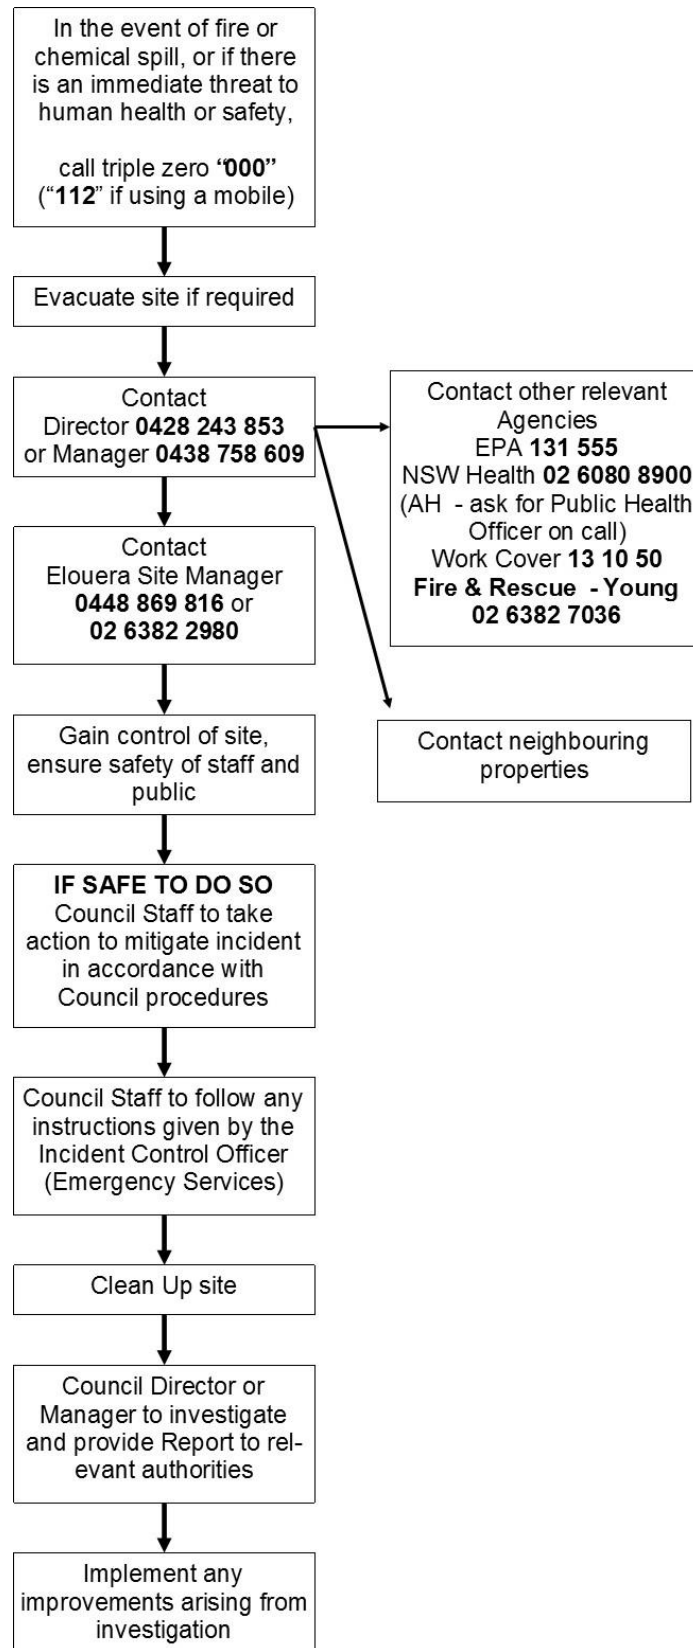 In the event of fire or
chemical spill, or if there
is an immediate threat to
human health or safety,
call triple zero “000”
(“112” if using a mobile)
Evacuate site if required
Contact
Director 0428 243 853
or Manager 0438 758 609
Contact other relevant
Agencies
EPA 131 555
NSW Health 02 6080 8900
(AH - ask for Public Health
Officer on call)
Work Cover 13 10 50
Fire & Rescue - Young
02 6382 7036
Contact
Elouera Site Manager
0448 869 816 or
02 6382 2980
Gain control of site,
ensure safety of staff and
public
Contact neighbouring
properties
IF SAFE TO DO SO
Council Staff to take
action to mitigate incident
in accordance with
Council procedures
Council Staff to follow any
instructions given by the
Incident Control Officer
(Emergency Services)
Clean Up site
Council Director or
Manager to investigate
and provide Report to rel-
evant authorities
Implement any
improvements arising from
investigation